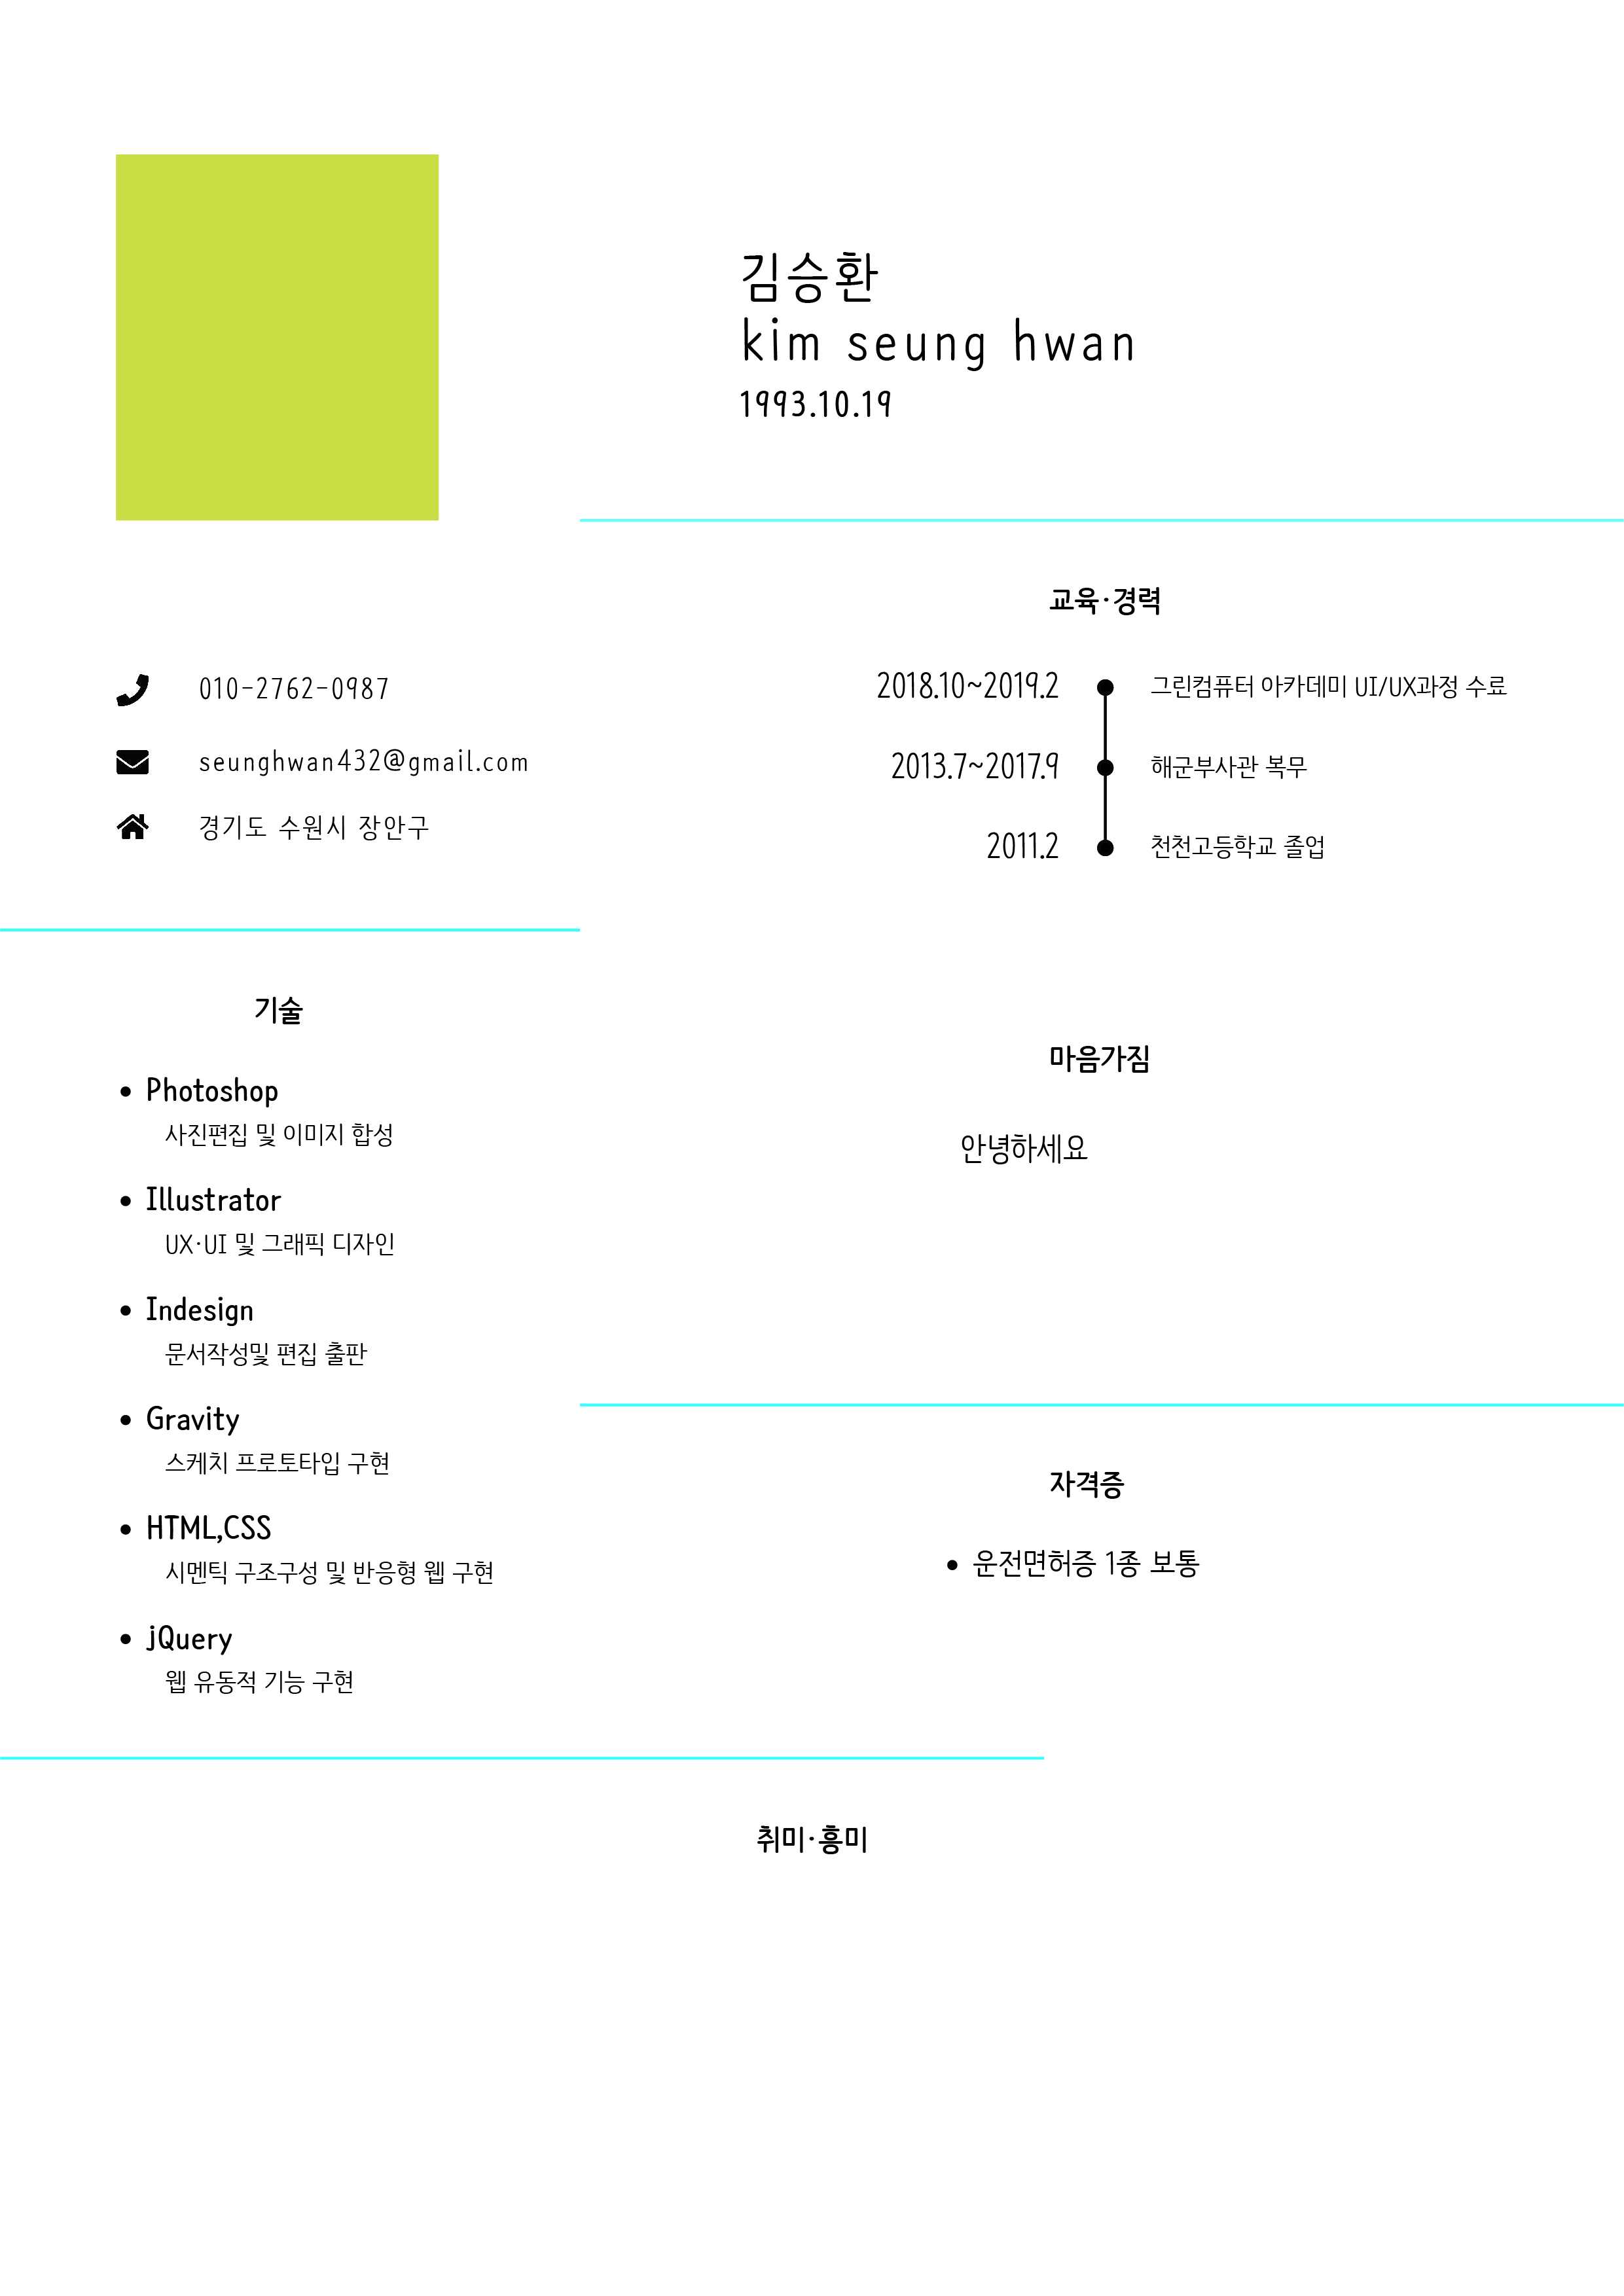 김승환
kim seung hwan
1993.10.19
010-2762-0987
seunghwan432@gmail.com
경기도 수원시 장안구
교육·경력
2018.10~2019.2 그린컴퓨터 아카데미 UI/UX과정 수료
2013.7~2017.9 해군부사관 복무
2011.2 천천고등학교 졸업
기술
• Photoshop
사진편집 및 이미지 합성
• Illustrator
UX·UI 및 그래픽 디자인
• Indesign
문서작성및 편집 출판
• Gravity
스케치 프로토타입 구현
• HTML,CSS
시멘틱 구조구성 및 반응형 웹 구현
• jQuery
웹 유동적 기능 구현
마음가짐
안녕하세요
자격증
• 운전면허증 1종 보통
취미·흥미